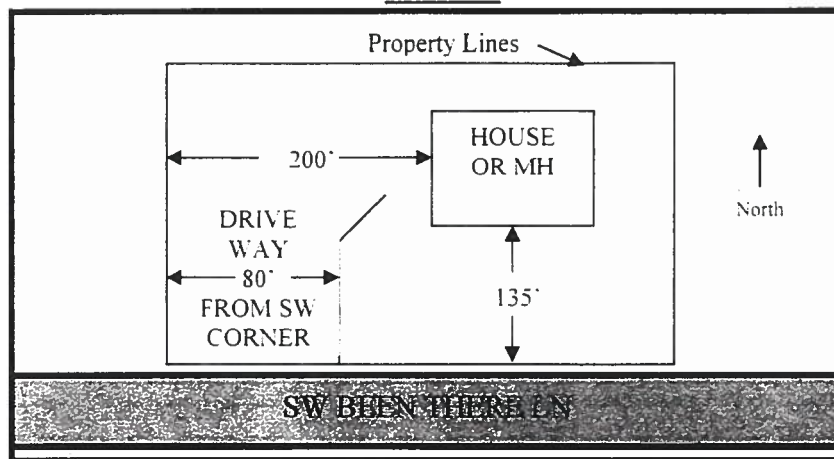 Property Lines
HOUSE
OR MH
200'
North
DRIVE
WAY
80'
FROM SW
CORNER
135'
SW BEEN THERE LN